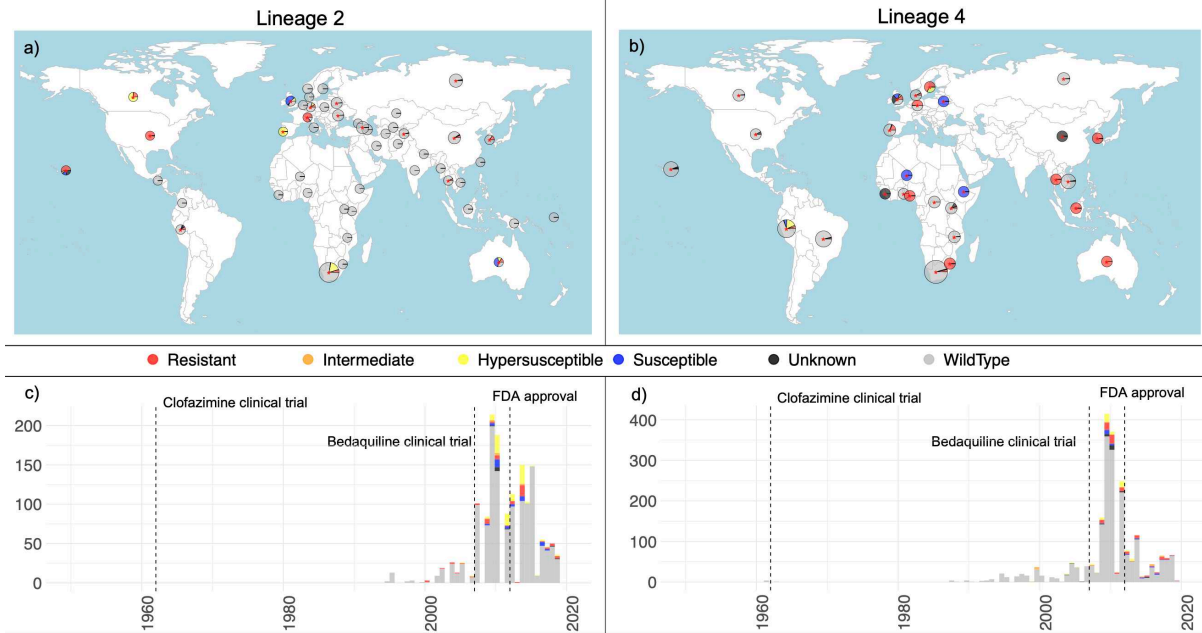 Lineage 2
Lineage 4
a)
b)
Resistant
Intermediate
Hypersusceptible
Susceptible
Unknown
WildType
c)
FDA approval
Clofazimine clinical trial
Bedaquiline clinical trial
200
150
100
50
0
1960
1980
2000
2020
d)
FDA approval
Clofazimine clinical trial
Bedaquiline clinical trial
400
300
200
100
0
1960
1980
2000
2020